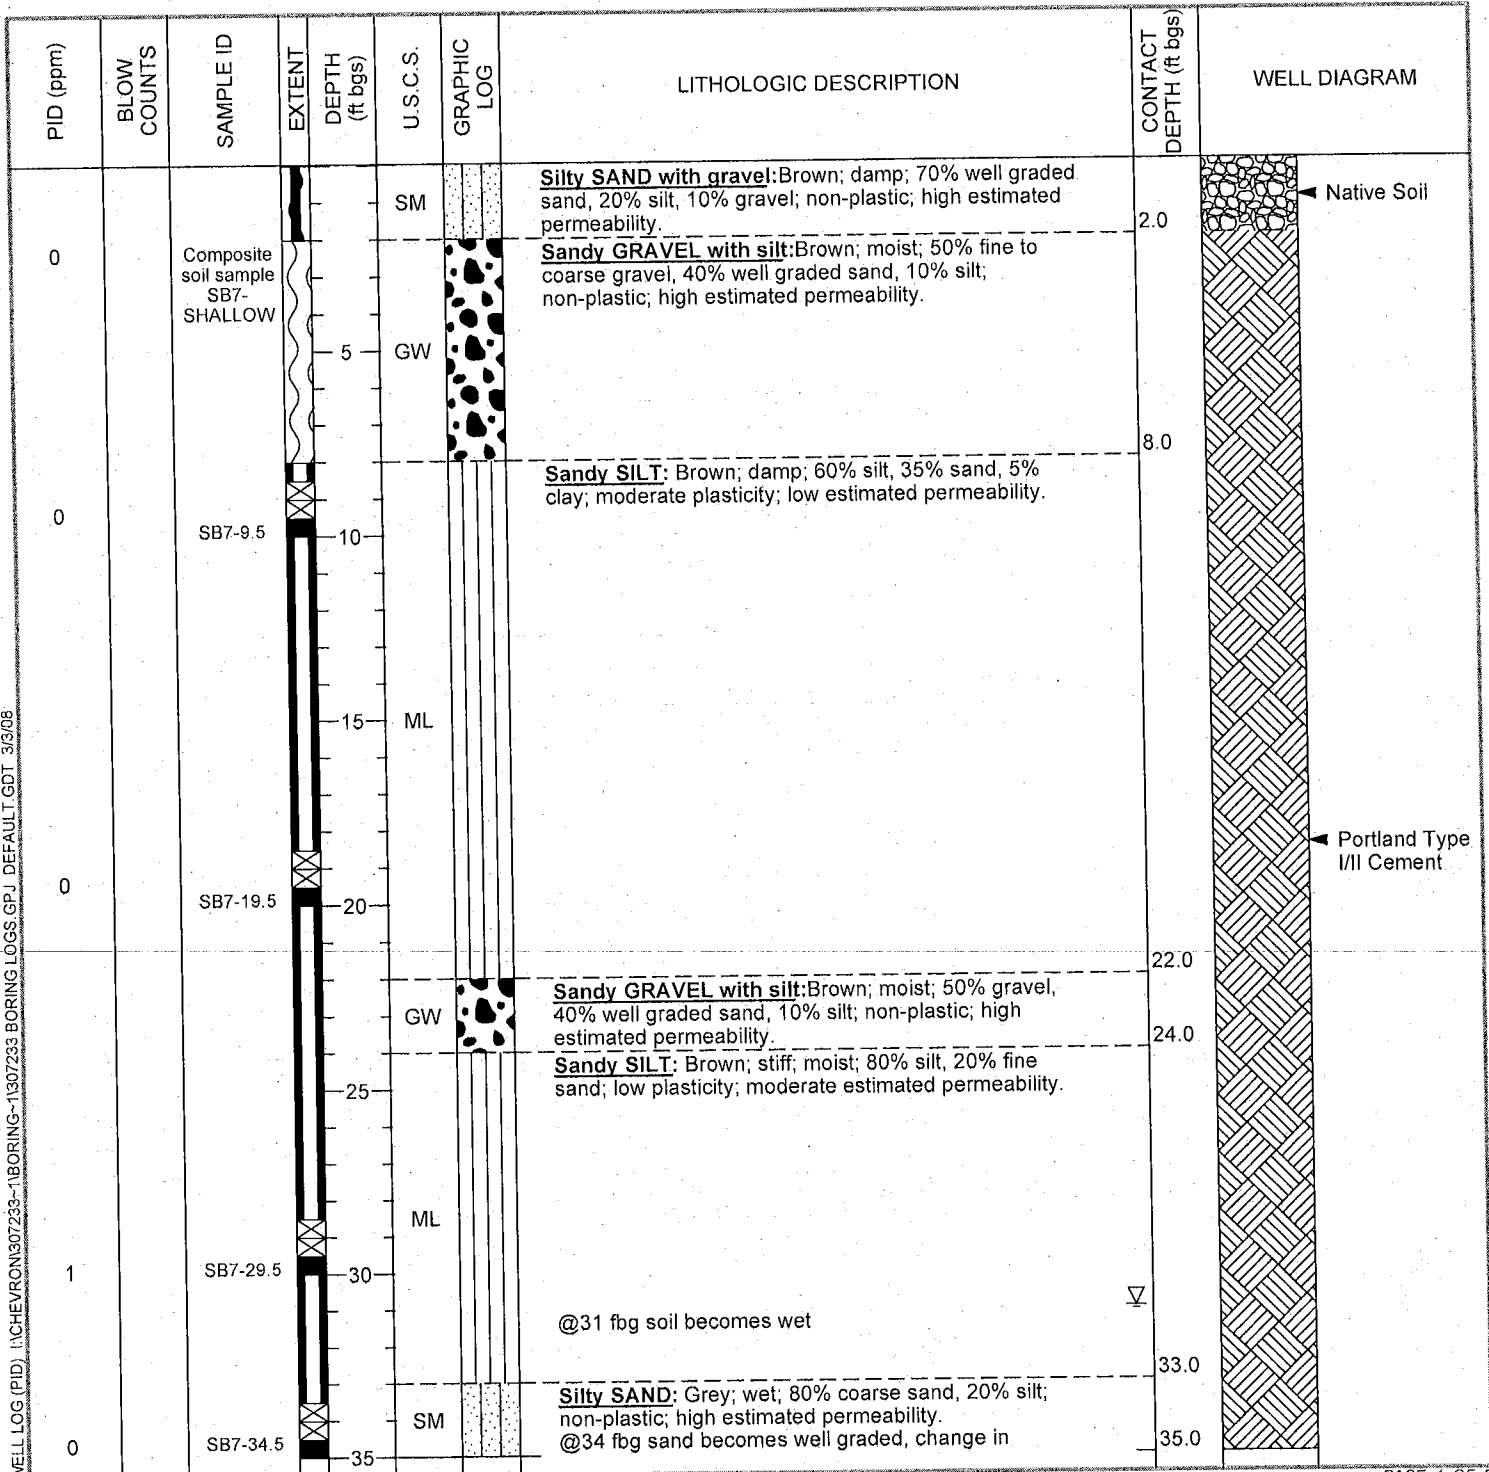 PID (ppm)
BLOW
COUNTS
SAMPLE ID
EXTENT
DEPTH
(ft bgs)
U.S.C.S.
GRAPHIC
LOG
LITHOLOGIC DESCRIPTION
CONTACT
DEPTH (ft bgs)
WELL DIAGRAM
SM
Silty SAND with gravel:Brown; damp; 70% well graded
sand, 20% silt, 10% gravel; non-plastic; high estimated
permeability.
2.0
Native Soil
0
Composite
soil sample
SB7-
SHALLOW
5
GW
Sandy GRAVEL with silt:Brown; moist; 50% fine to
coarse gravel, 40% well graded sand, 10% silt;
non-plastic; high estimated permeability.
8.0
Sandy SILT: Brown; damp; 60% silt, 35% sand, 5%
clay; moderate plasticity; low estimated permeability.
0
SB7-9.5
10
15
ML
Portland Type
I/II Cement
0
SB7-19.5
20
22.0
GW
Sandy GRAVEL with silt:Brown; moist; 50% gravel,
40% well graded sand, 10% silt; non-plastic; high
estimated permeability.
24.0
Sandy SILT: Brown; stiff; moist; 80% silt, 20% fine
sand; low plasticity; moderate estimated permeability.
25
ML
1
SB7-29.5
30
@31 fbg soil becomes wet
33.0
SM
Silty SAND: Grey; wet; 80% coarse sand, 20% silt;
non-plastic; high estimated permeability.
@34 fbg sand becomes well graded, change in
0
SB7-34.5
35
35.0
WELL LOG (PID) I:\CHEVRON\307233~1\BORING~1\307233 BORING LOGS.GPJ DEFAULT.GDT 3/3/08